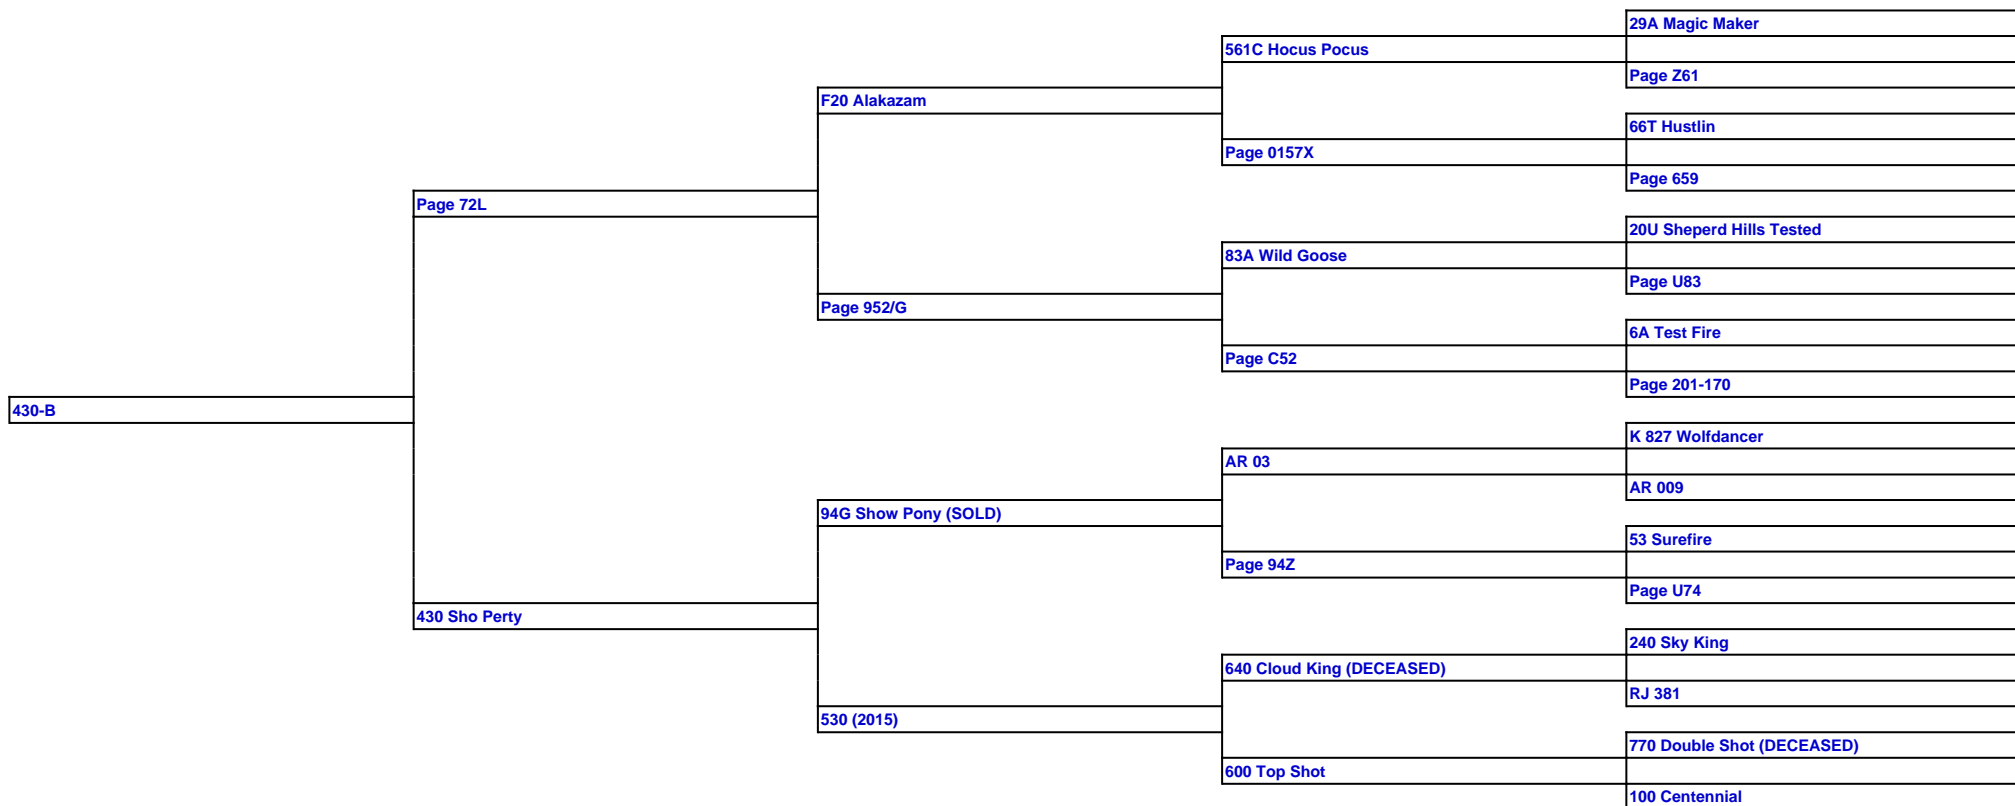 29A Magic Maker
561C Hocus Pocus
Page Z61
F20 Alakazam
66T Hustlin
Page 0157X
Page 659
Page 72L
20U Sheperd Hills Tested
83A Wild Goose
Page U83
Page 952/G
6A Test Fire
Page C52
Page 201-170
430-B
K 827 Wolfdancer
AR 03
AR 009
94G Show Pony (SOLD)
53 Surefire
Page 94Z
Page U74
430 Sho Perty
240 Sky King
640 Cloud King (DECEASED)
RJ 381
530 (2015)
770 Double Shot (DECEASED)
600 Top Shot
100 Centennial